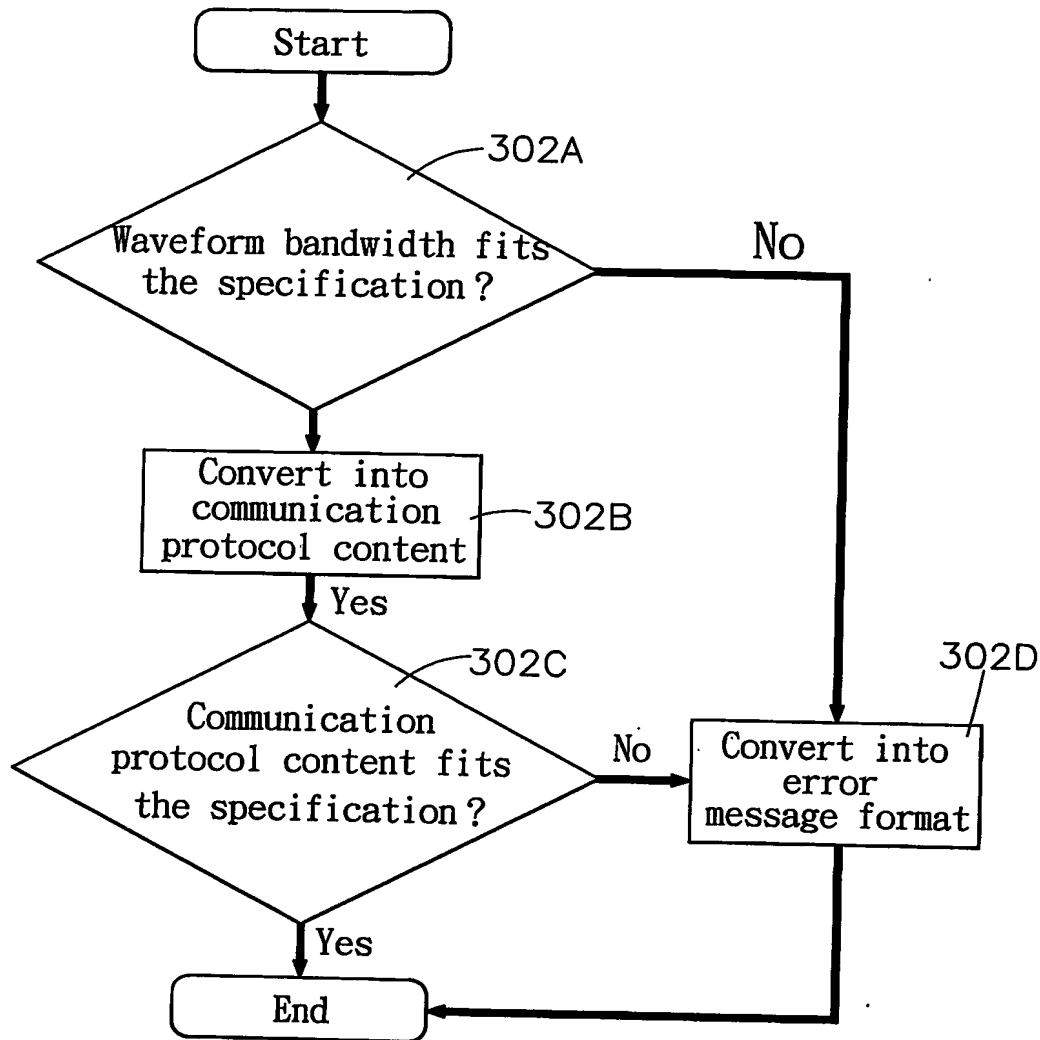 Start
302A
Waveform bandwidth fits
the specification?
No
Convert into
communication
protocol content
302B
Yes
302C
302D
Communication
protocol content fits
the specification?
No
Convert into
error
message format
Yes
End